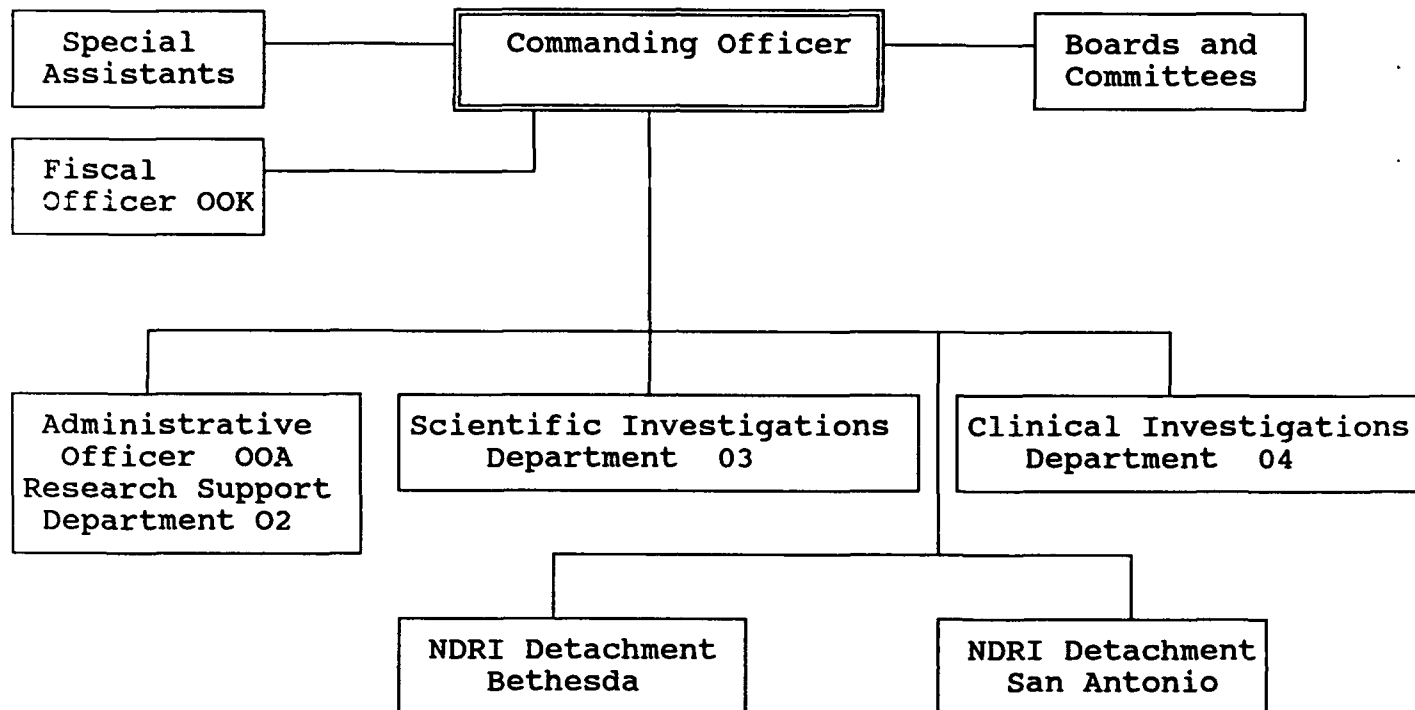 Special
Assistants
Commanding Officer
Boards and
Committees
Fiscal
Officer OOK
Administrative
Officer OOA
Research Support
Department O2
Scientific Investigations
Department 03
Clinical Investigations
Department 04
NDRI Detachment
Bethesda
NDRI Detachment
San Antonio